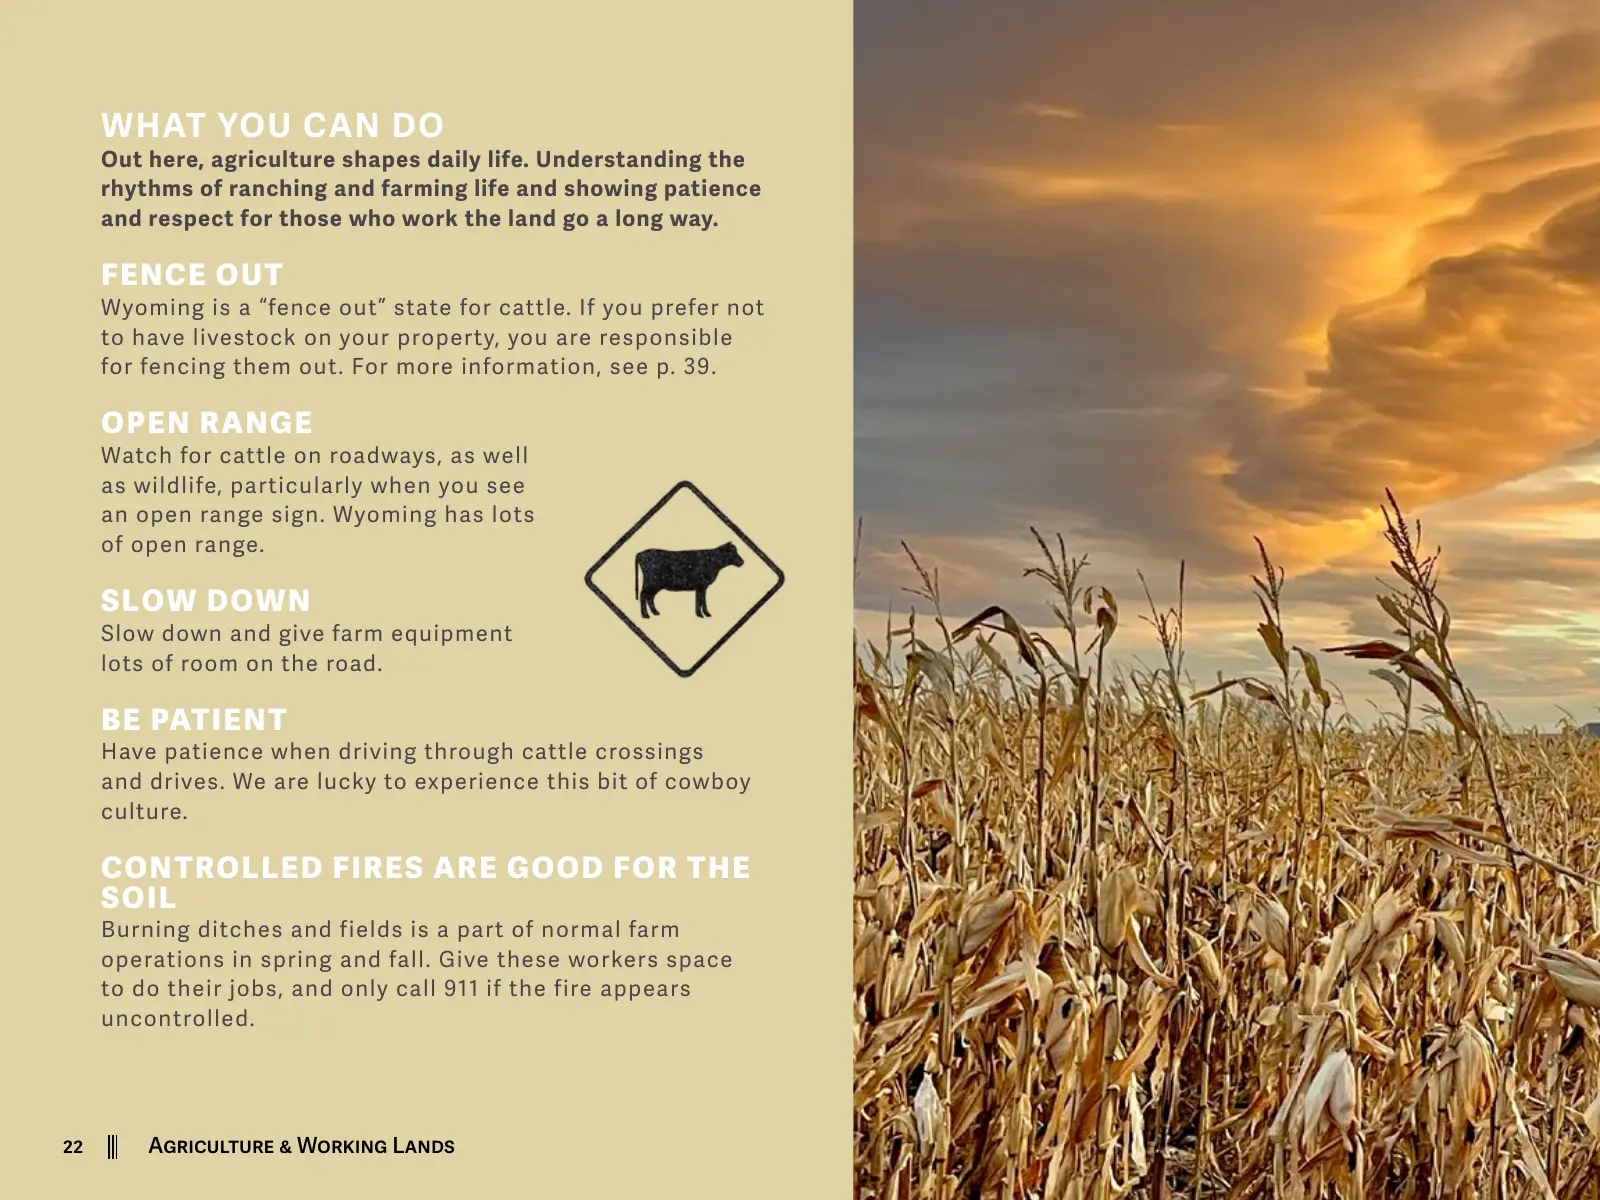 WHAT YOU CAN DO
Out here, agriculture shapes daily life. Understanding the
rhythms of ranching and farming life and showing patience
and respect for those who work the land go a long way.
FENCE OUT
Wyoming is a “fence out” state for cattle. If you prefer not
to have livestock on your property, you are responsible
for fencing them out. For more information, see p. 39.
OPEN RANGE
Watch for cattle on roadways, as well
as wildlife, particularly when you see
an open range sign. Wyoming has lots
of open range.
SLOW DOWN
Slow down and give farm equipment
lots of room on the road.
BE PATIENT
Have patience when driving through cattle crossings
and drives. We are lucky to experience this bit of cowboy
culture.
CONTROLLED FIRES ARE GOOD FOR THE
SOIL
Burning ditches and fields is a part of normal farm
operations in spring and fall. Give these workers space
to do their jobs, and only call 911 if the fire appears
uncontrolled.
22 Agriculture & Working Lands